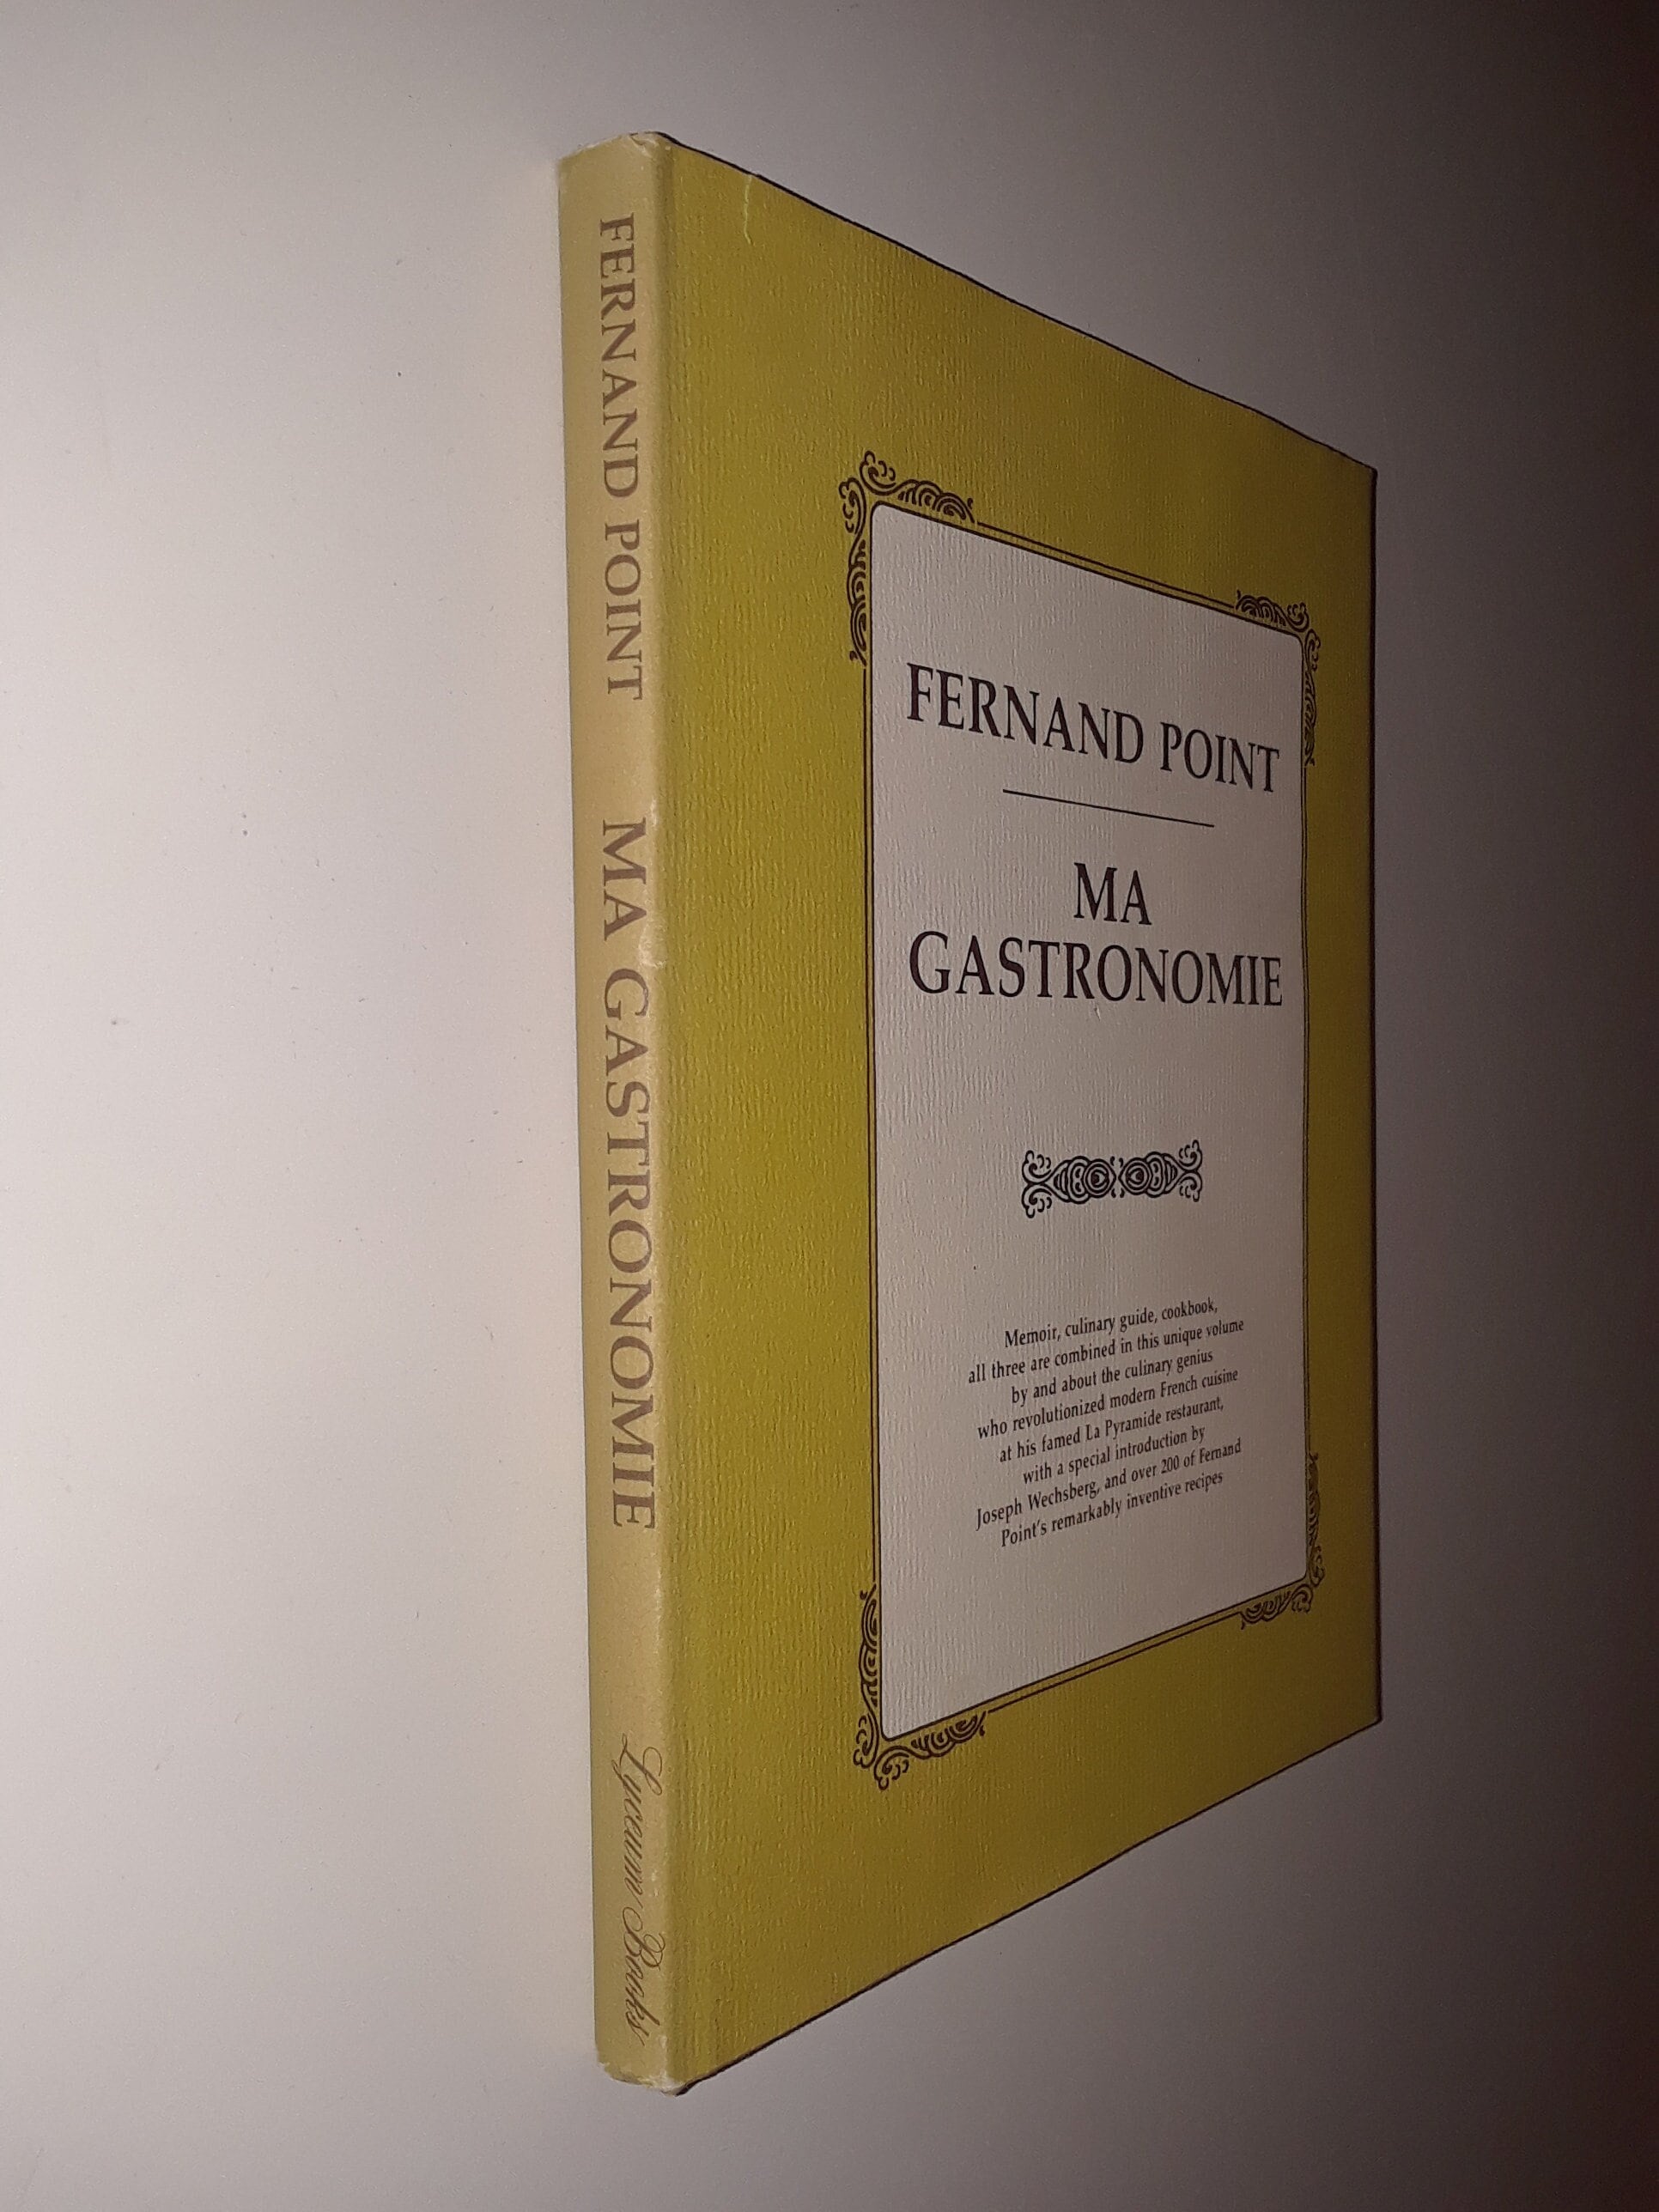 FERNAND POINT MA GASTRONOMIE Lyceum Books
FERNAND POINT
MA
GASTRONOMIE
Memoir, culinary guide, cookbook,
all three are combined in this unique volume
by and about the culinary genius
who revolutionized modern French cuisine
at his famed La Pyramide restaurant,
with a special introduction by
Joseph Wechsberg, and over 200 of Fernand
Point's remarkably inventive recipes